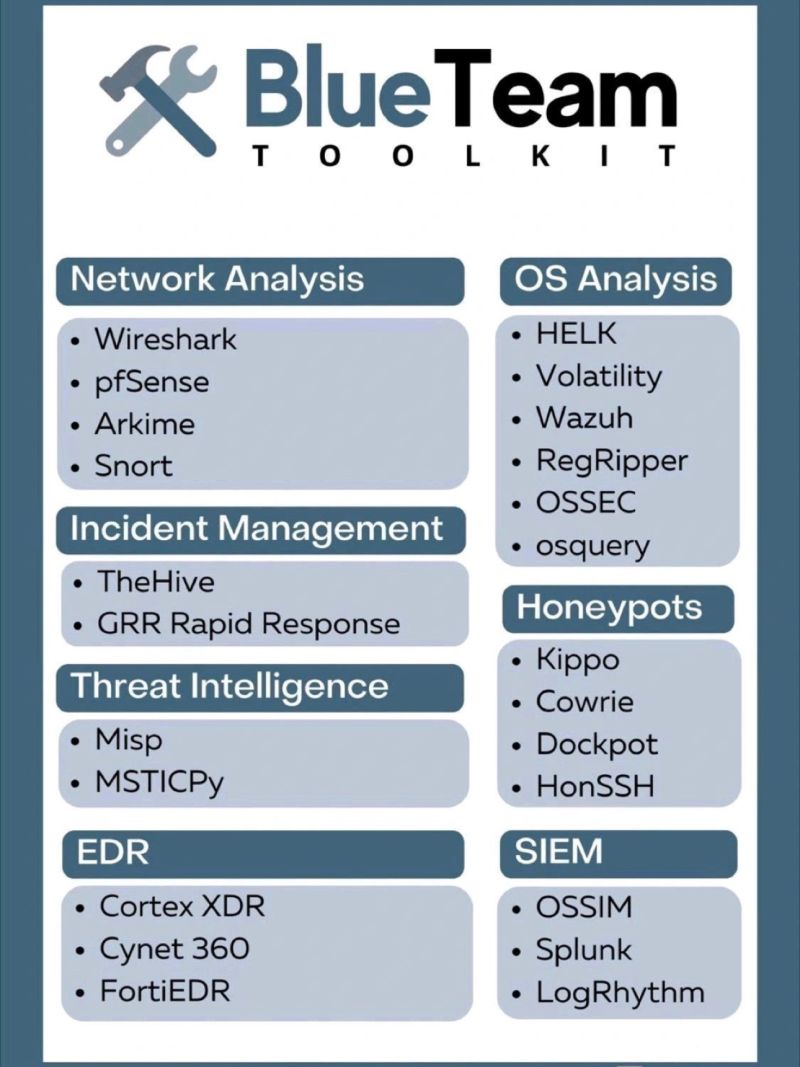 BlueTeam
TOOLKIT
Network Analysis
• Wireshark
• pfSense
• Arkime
• Snort
Incident Management
• TheHive
• GRR Rapid Response
Threat Intelligence
• Misp
• MSTICPy
EDR
• Cortex XDR
• Cynet 360
• FortiEDR
OS Analysis
• HELK
• Volatility
• Wazuh
• RegRipper
• OSSEC
• osquery
Honeypots
• Kippo
• Cowrie
• Dockpot
• HonSSH
SIEM
• OSSIM
• Splunk
• LogRhythm